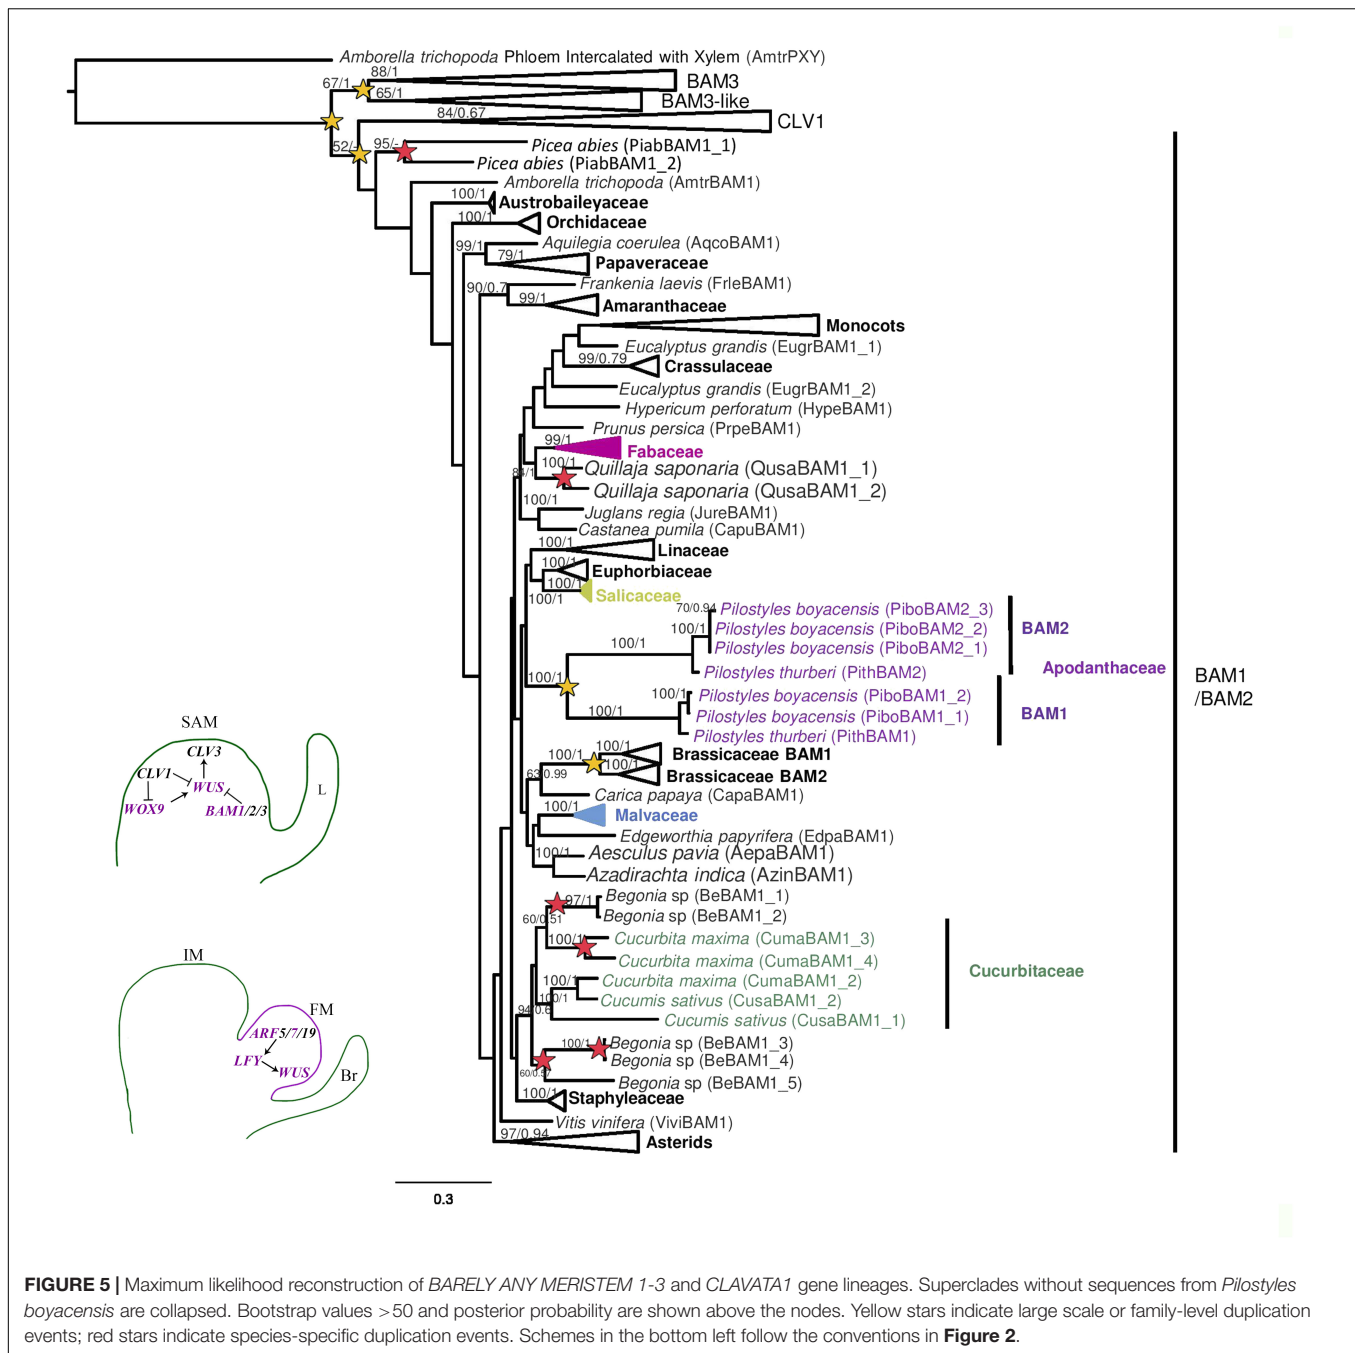 Amborella trichopoda Phloem Intercalated with Xylem (AmtrPXY)
88/1
67/1
BAM3
65/1
BAM3-like
84/0.67
CLV1
52/-
95/-
Picea abies (PiabBAM1_1)
Picea abies (PiabBAM1_2)
Amborella trichopoda (AmtrBAM1)
100/1
Austrobaileyaceae
100/1
Orchidaceae
99/1
Aquilegia coerulea (AqcoBAM1)
79/1
Papaveraceae
90/0.7
Frankenia laevis (FrleBAM1)
99/1
Amaranthaceae
Monocots
Eucalyptus grandis (EugrBAM1_1)
99/0.79
Crassulaceae
Eucalyptus grandis (EugrBAM1_2)
Hypericum perforatum (HypeBAM1)
Prunus persica (PrpeBAM1)
99/1
Fabaceae
100/1
Quillaja saponaria (QusaBAM1_1)
84/1
Quillaja saponaria (QusaBAM1_2)
100/1
Juglans regia (JureBAM1)
Castanea pumila (CapuBAM1)
100/1
Linaceae
100/1
Euphorbiaceae
100/1
Salicaceae
100/1
70/0.94
Pilostyles boyacensis (PiboBAM2_3)
100/1
Pilostyles boyacensis (PiboBAM2_2)
BAM2
100/1
Pilostyles boyacensis (PiboBAM2_1)
Pilostyles thurberi (PithBAM2)
Apodanthaceae
100/1
BAM1
/BAM2
100/1
Pilostyles boyacensis (PiboBAM1_2)
100/1
Pilostyles boyacensis (PiboBAM1_1)
BAM1
Pilostyles thurberi (PithBAM1)
100/1
100/1
Brassicaceae BAM1
100/1
Brassicaceae BAM2
63/0.99
Carica papaya (CapaBAM1)
100/1
Malvaceae
Edgeworthia papyrifera (EdpaBAM1)
100/1
Aesculus pavia (AepaBAM1)
Azadirachta indica (AzinBAM1)
97/1
Begonia sp (BeBAM1_1)
60/0.51
Begonia sp (BeBAM1_2)
100/1
Cucurbita maxima (CumaBAM1_3)
Cucurbita maxima (CumaBAM1_4)
Cucurbitaceae
100/1
Cucurbita maxima (CumaBAM1_2)
100/1
Cucumis sativus (CusaBAM1_2)
94/0.6
Cucumis sativus (CusaBAM1_1)
100/1
Begonia sp (BeBAM1_3)
Begonia sp (BeBAM1_4)
60/0.57
Begonia sp (BeBAM1_5)
100/1
Staphyleaceae
Vitis vinifera (ViviBAM1)
97/0.94
Asterids
0.3
SAM
CLV3
CLV1
WUS
L
WOX9
BAM1/2/3
IM
FM
ARF5/7/19
LFY
WUS
Br
FIGURE 5 | Maximum likelihood reconstruction of BARELY ANY MERISTEM 1-3 and CLAVATA1 gene lineages. Superclades without sequences from Pilostyles
boyacensis are collapsed. Bootstrap values >50 and posterior probability are shown above the nodes. Yellow stars indicate large scale or family-level duplication
events; red stars indicate species-specific duplication events. Schemes in the bottom left follow the conventions in Figure 2.